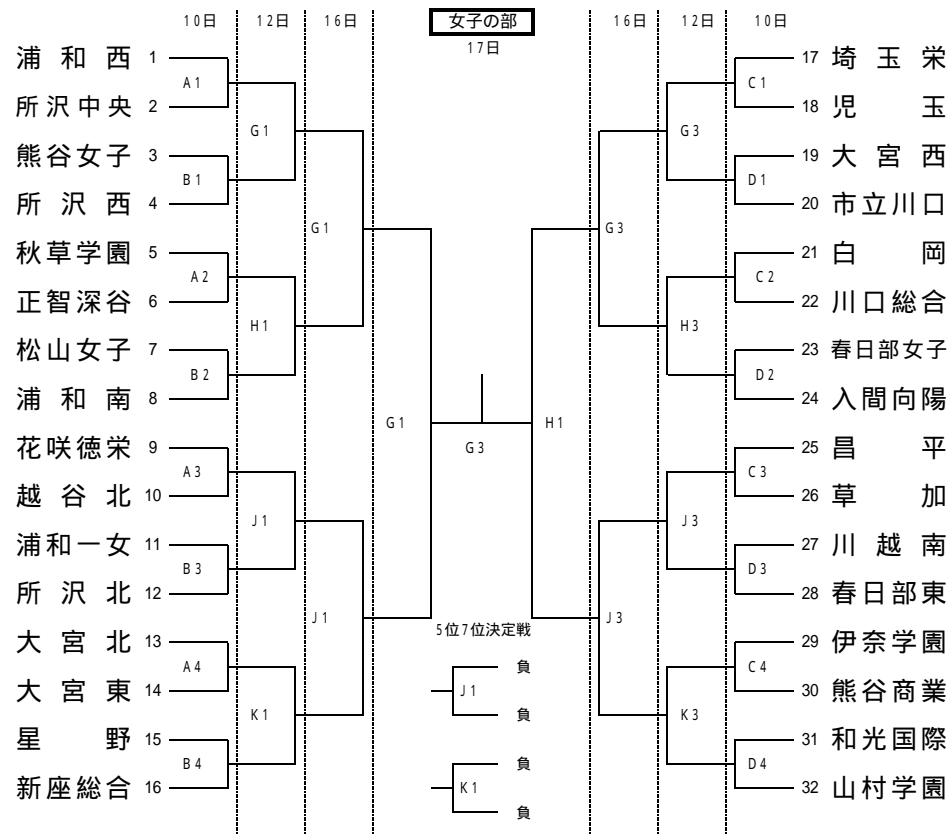 10日 12日 16日 女子の部 16日 12日 10日
17日
浦和西 1 17 埼玉栄
A1 C1
所沢中央 2 18 児玉
G1 G3
熊谷女子 3 19 大宮西
B1 D1
所沢西 4 20 市立川口
G1 G3
秋草学園 5 21 白岡
A2 C2
正智深谷 6 22 川口総合
H1 H3
松山女子 7 23 春日部女子
B2 D2
浦和南 8 24 入間向陽
G1 H1
花咲徳栄 9 G3 25 昌平
A3 C3
越谷北 10 26 草加
J1 J3
浦和一女 11 27 川越南
B3 D3
所沢北 12 28 春日部東
J1 J3
5位7位決定戦
大宮北 13 29 伊奈学園
A4 負 C4
大宮東 14 J1 30 熊谷商業
K1 負 K3
星野 15 31 和光国際
B4 負 D4
新座総合 16 K1 32 山村学園
負